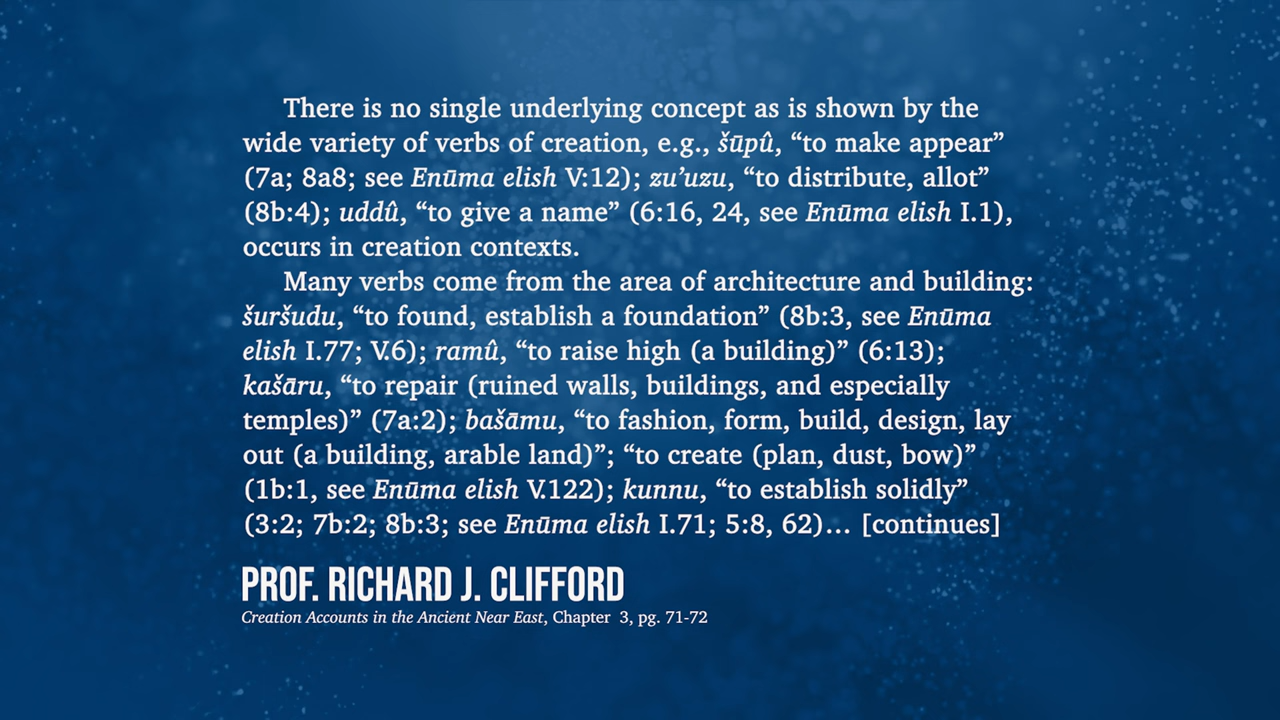 There is no single underlying concept as is shown by the
wide variety of verbs of creation, e.g., šūpû, “to make appear”
(7a; 8a8; see Enūma elish V:12); zu’uzu, “to distribute, allot”
(8b:4); uddû, “to give a name” (6:16, 24, see Enūma elish I.1),
occurs in creation contexts.
Many verbs come from the area of architecture and building:
šuršudu, “to found, establish a foundation” (8b:3, see Enūma
elish I.77; V.6); ramû, “to raise high (a building)” (6:13);
kašāru, “to repair (ruined walls, buildings, and especially
temples)” (7a:2); bašāmu, “to fashion, form, build, design, lay
out (a building, arable land)”; “to create (plan, dust, bow)”
(1b:1, see Enūma elish V.122); kunnu, “to establish solidly”
(3:2; 7b:2; 8b:3; see Enūma elish I.71; 5:8, 62)… [continues]
PROF. RICHARD J. CLIFFORD
Creation Accounts in the Ancient Near East, Chapter 3, pg. 71-72